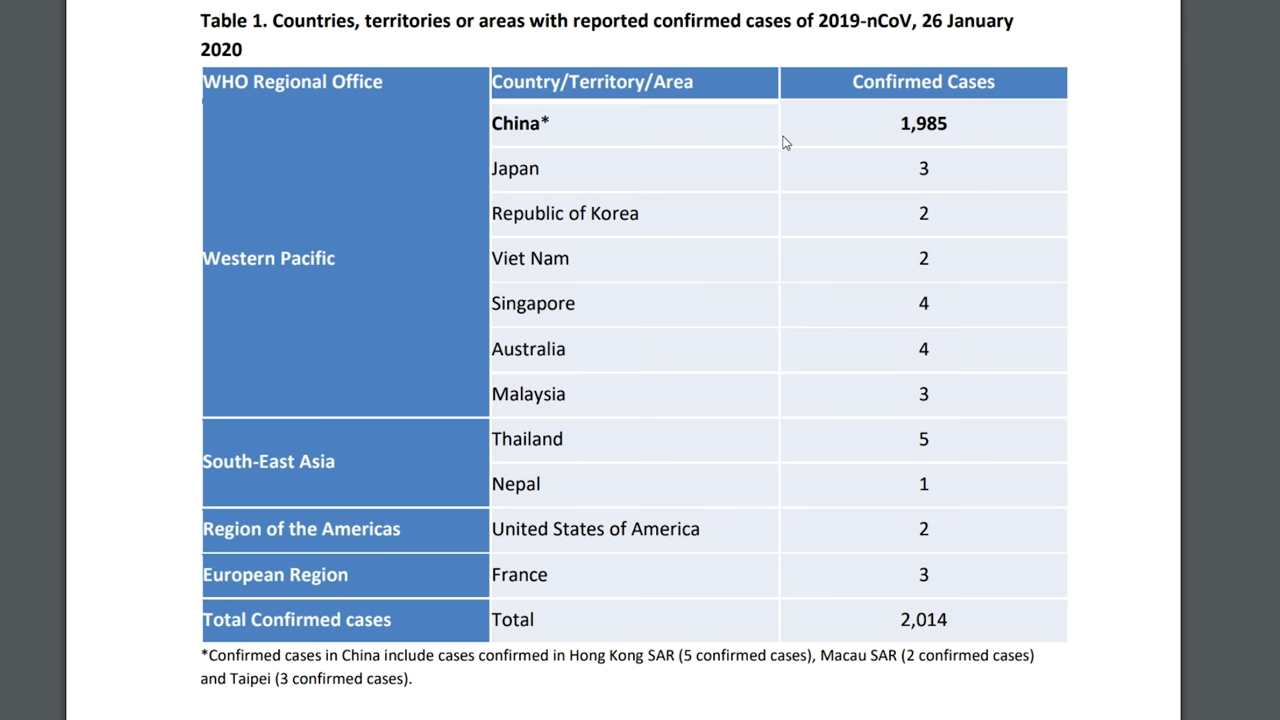 Table 1. Countries, territories or areas with reported confirmed cases of 2019-nCoV, 26 January
2020
WHO Regional Office Country/Territory/Area Confirmed Cases
Western Pacific
China* 1,985
Japan 3
Republic of Korea 2
Viet Nam 2
Singapore 4
Australia 4
Malaysia 3
South-East Asia
Thailand 5
Nepal 1
Region of the Americas United States of America 2
European Region France 3
Total Confirmed cases Total 2,014
*Confirmed cases in China include cases confirmed in Hong Kong SAR (5 confirmed cases), Macau SAR (2 confirmed cases)
and Taipei (3 confirmed cases).